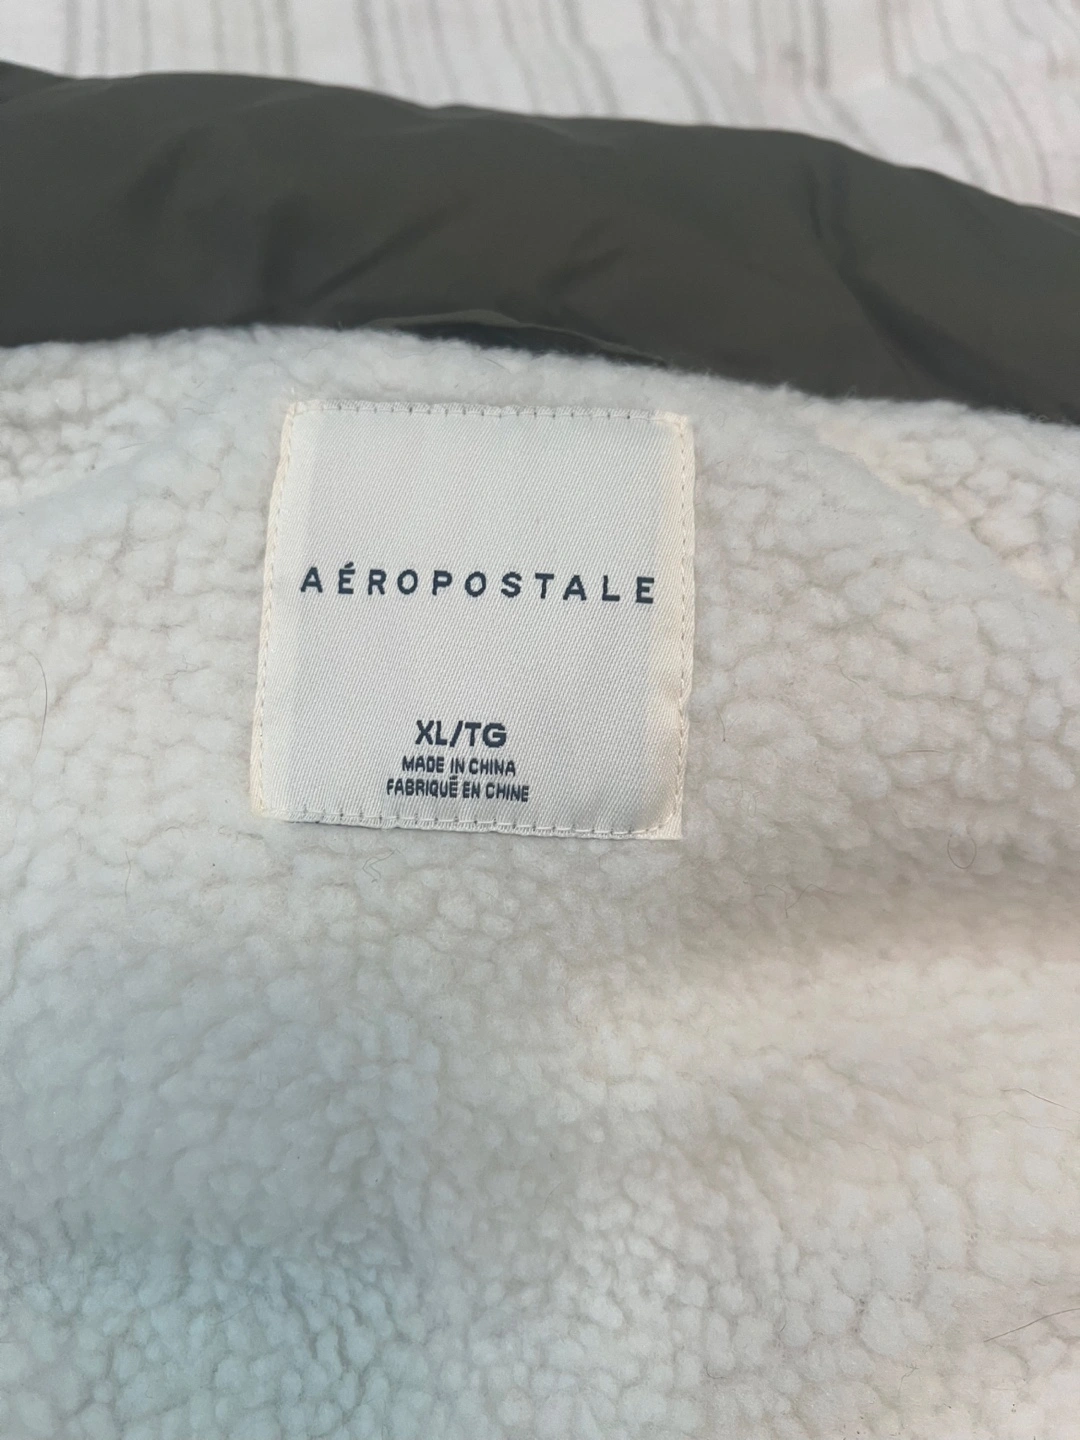 AÉROPOSTALE
XL/TG
MADE IN CHINA
FABRIQUÉ EN CHINE